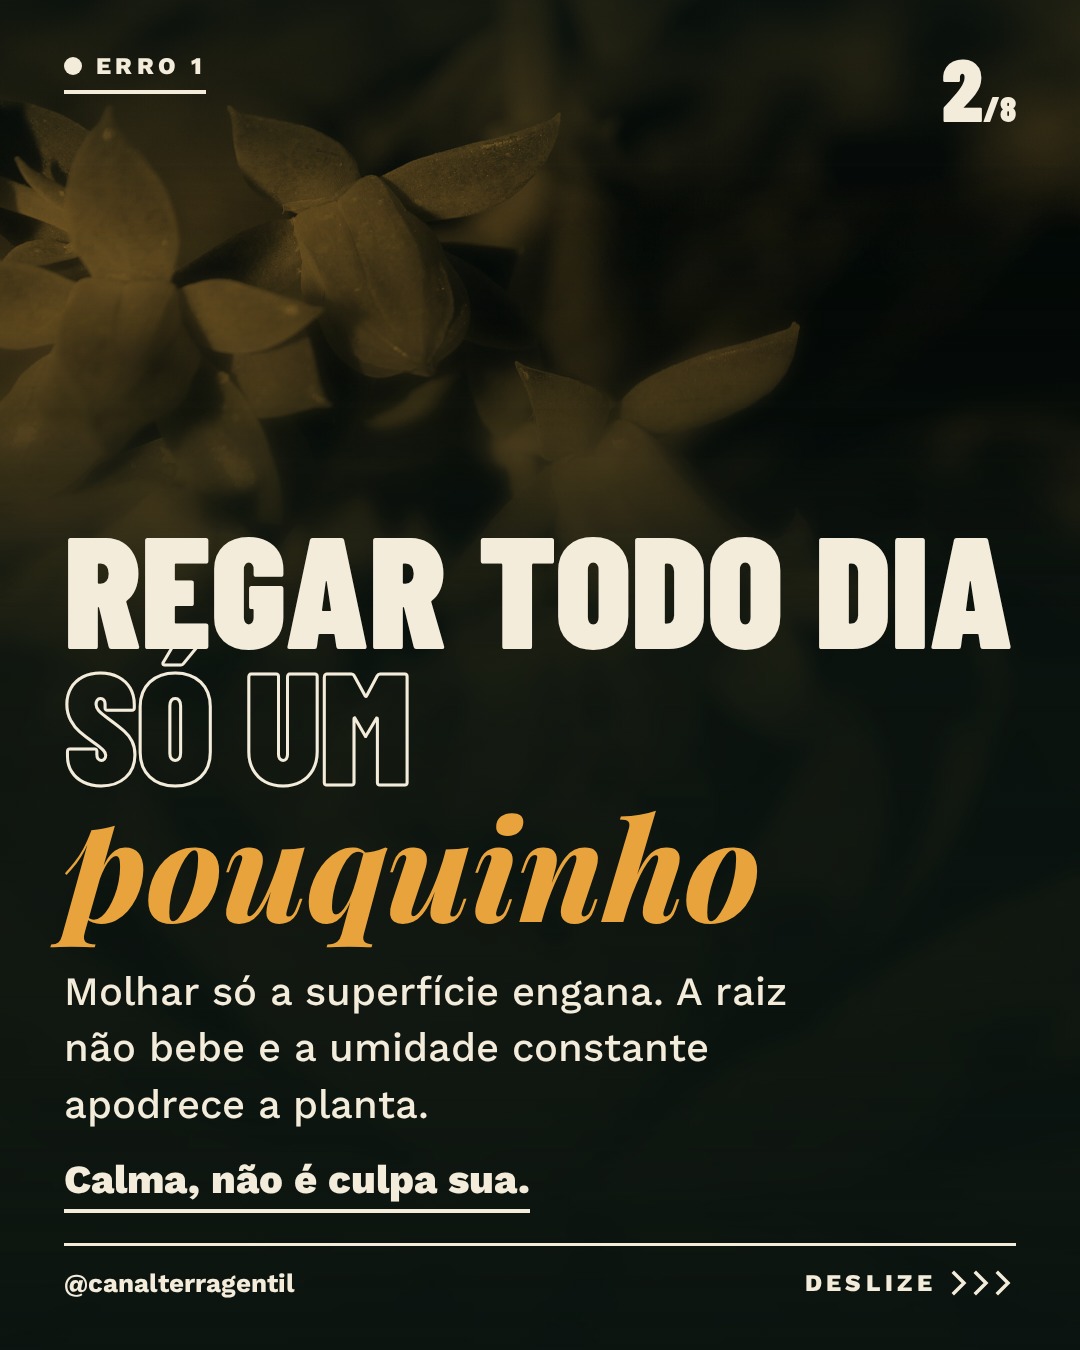 ERRO 1
2/8
REGAR TODO DIA
SÓ UM
pouquinho
Molhar só a superfície engana. A raiz
não bebe e a umidade constante
apodrece a planta.
Calma, não é culpa sua.
@canalterragentil
DESLIZE